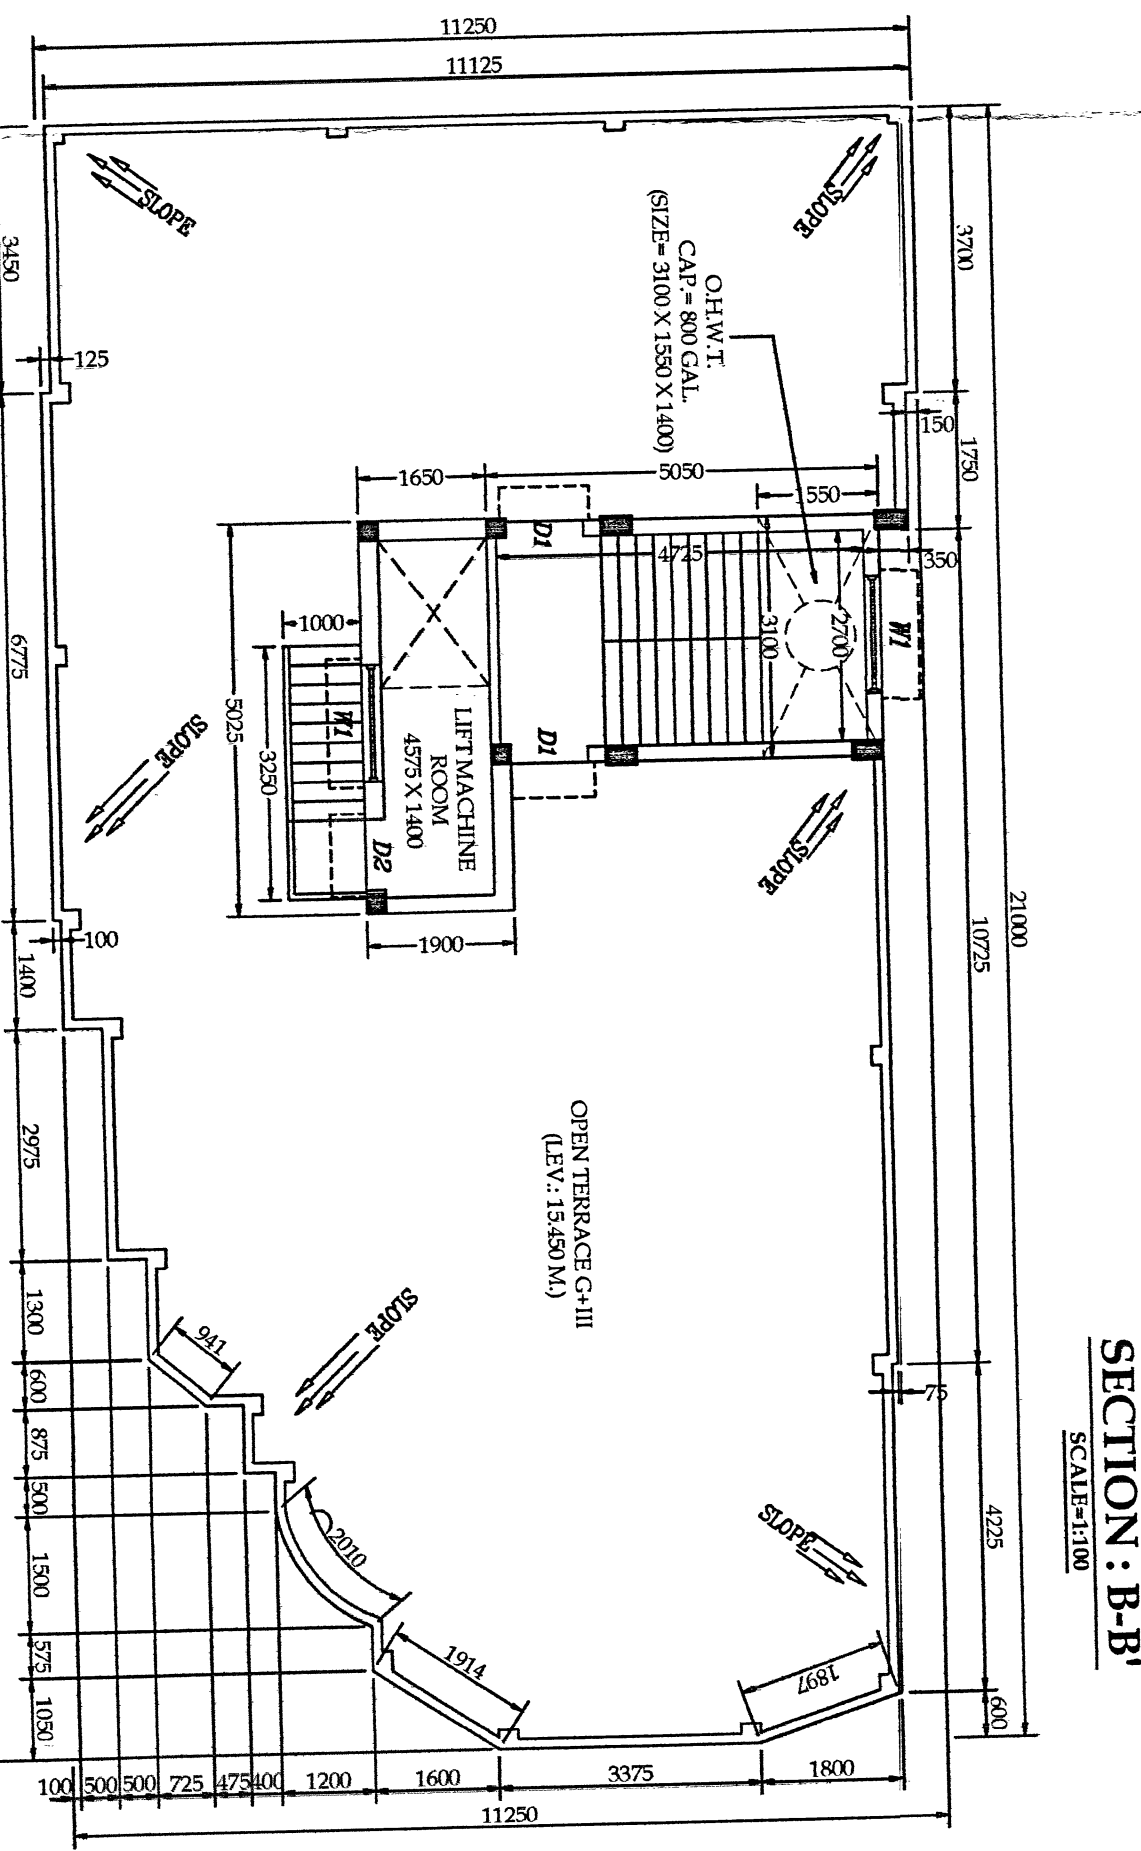 11250
11125
SLOPE
SLOPE
3450
3700
O.H.W.T.
CAP.= 800 GAL.
(SIZE= 3100 X 1550 X 1400)
125
150
1750
1650
5050
1550
D1
4725
350
1000
3100
2700
W1
6775
5025
3250
W1
LIFT MACHINE
ROOM
4575 X 1400
D1
D2
SLOPE
SLOPE
21000
10725
100
1900
1400
2975
OPEN TERRACE G+III
(LEV.: 15.450 M.)
SLOPE
1300
941
600
75
875
500
2010
SLOPE
4225
1500
575
1914
1897
1050
600
100
500
500
725
475
400
1200
1600
3375
1800
11250
SECTION : B-B'
SCALE=1:100